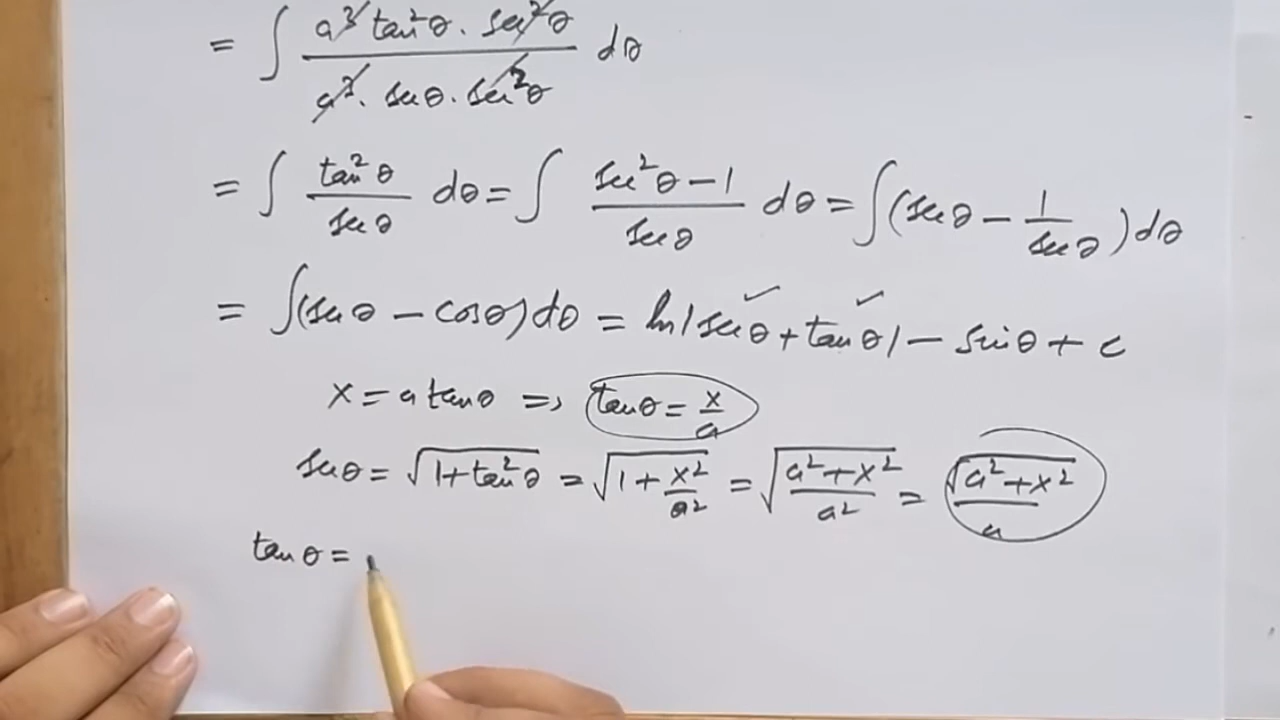 = ∫ a³ tan²θ · sec²θ / a³ · secθ · sec²θ dθ
= ∫ tan²θ / secθ dθ = ∫ sec²θ − 1 / secθ dθ = ∫(secθ − 1 / secθ) dθ
= ∫(secθ − cosθ) dθ = ln|secθ + tanθ| − sinθ + c
x = a tanθ => tanθ = x/a
secθ = √(1+tan²θ) = √(1 + x²/a²) = √((a²+x²)/a²) = √(a²+x²)/a
tanθ =